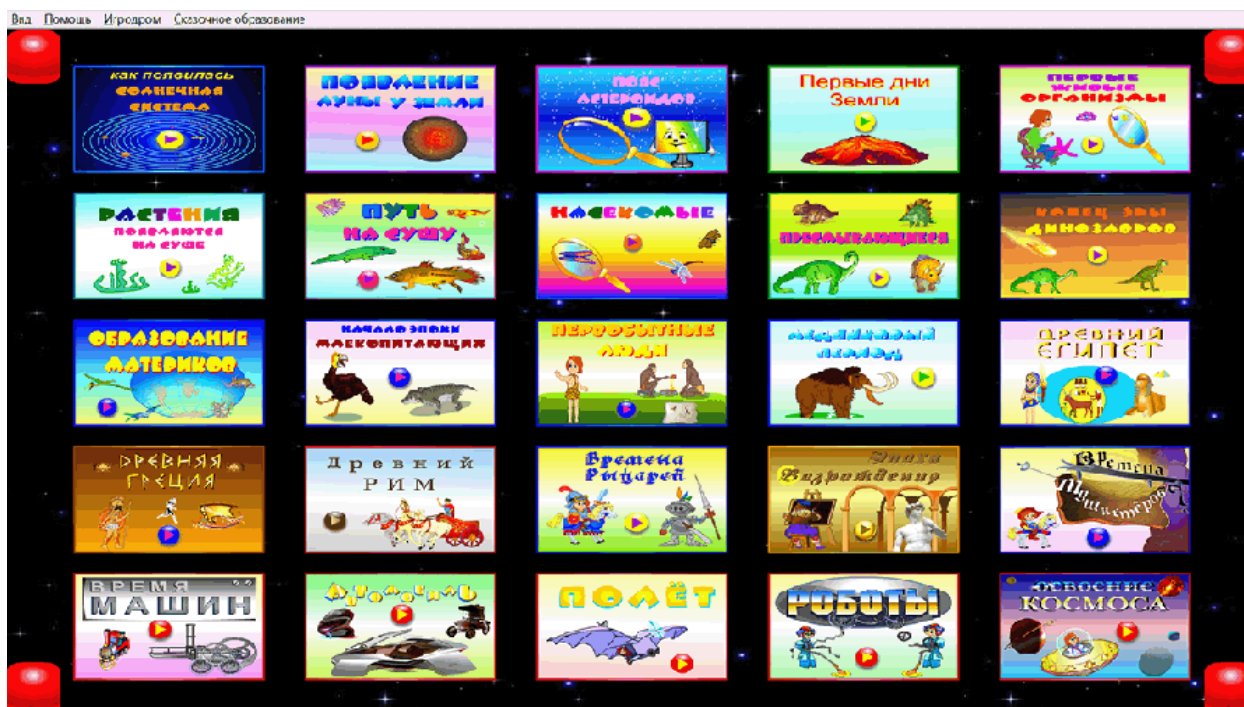 Вид Помощь Игродром Сказочное образование
как появилась
солнечная
система
ПОЯВЛЕНИЕ
ЛУНЫ У ЗЕМЛИ
ПОЯС
АСТЕРОИДОВ
Первые дни
Земли
ПЕРВЫЕ
ЖИВЫЕ
ОРГАНИЗМЫ
РАСТЕНИЯ
ПОЯВЛЯЮТСЯ
НА СУШЕ
ПУТЬ
НА СУШУ
НАСЕКОМЫЕ
ПРЕСМЫКАЮЩИЕСЯ
КОНЕЦ ЭРЫ
ДИНОЗАВРОВ
ОБРАЗОВАНИЕ
МАТЕРИКОВ
НАЧАЛО ЭПОХИ
МЛЕКОПИТАЮЩИХ
ПЕРВОБЫТНЫЕ
ЛЮДИ
ЛЕДНИКОВЫЙ
ПЕРИОД
ДРЕВНИЙ
ЕГИПЕТ
ДРЕВНЯЯ
ГРЕЦИЯ
Древний
РИМ
Времена
Рыцарей
Эпоха
Возрождения
Времена
Мушкетёров
ВРЕМЯ
МАШИН
Автомобиль
ПОЛЁТ
РОБОТЫ
ОСВОЕНИЕ
КОСМОСА